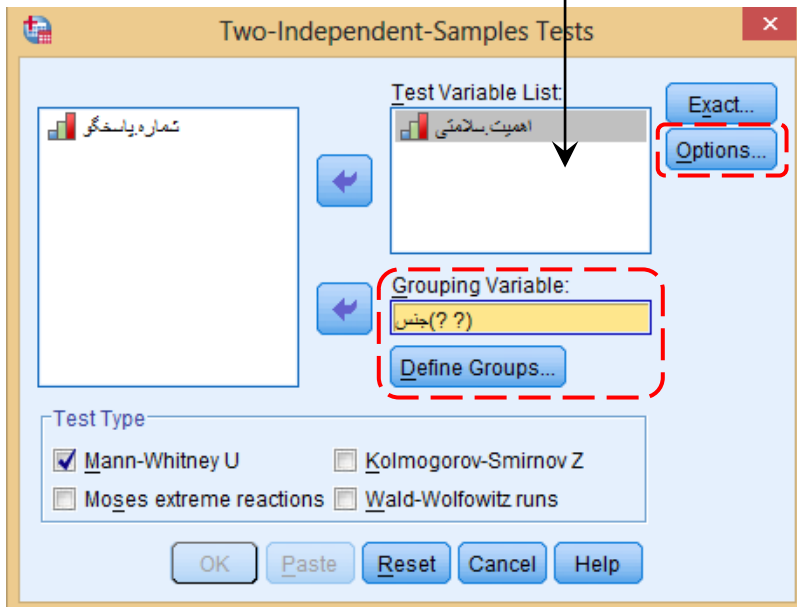 Two-Independent-Samples Tests
Test Variable List:
Exact...
شماره.پاسخگو
اهمیت.سلامتی
Options...
Grouping Variable:
جنس(? ?)
Define Groups...
Test Type
Mann-Whitney U
Kolmogorov-Smirnov Z
Moses extreme reactions
Wald-Wolfowitz runs
OK
Paste
Reset
Cancel
Help